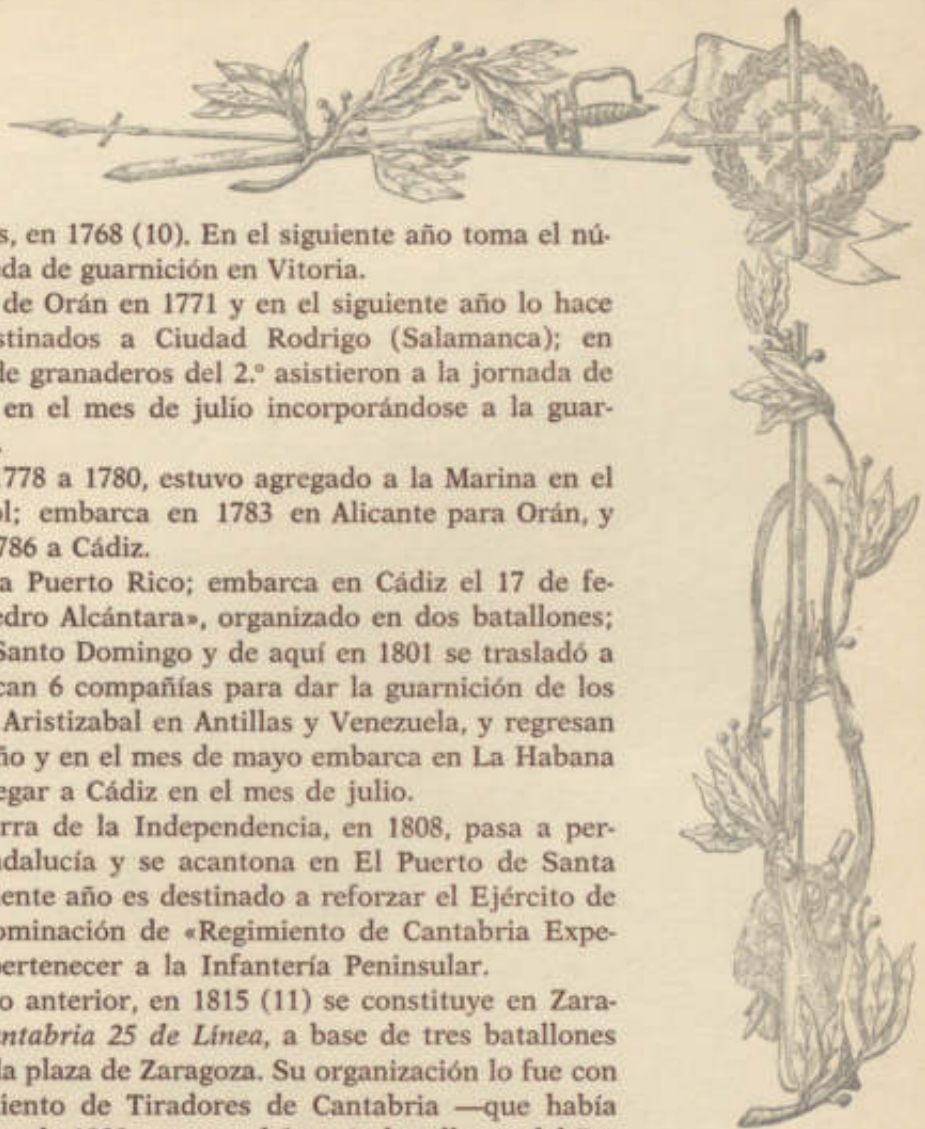 s, en 1768 (10). En el siguiente año toma el nú-
da de guarnición en Vitoria.
de Orán en 1771 y en el siguiente año lo hace
stinados a Ciudad Rodrigo (Salamanca); en
de granaderos del 2.º asistieron a la jornada de
en el mes de julio incorporándose a la guar-
.
1778 a 1780, estuvo agregado a la Marina en el
ol; embarca en 1783 en Alicante para Orán, y
786 a Cádiz.
a Puerto Rico; embarca en Cádiz el 17 de fe-
edro Alcántara», organizado en dos batallones;
Santo Domingo y de aquí en 1801 se trasladó a
can 6 compañías para dar la guarnición de los
Aristizabal en Antillas y Venezuela, y regresan
ño y en el mes de mayo embarca en La Habana
egar a Cádiz en el mes de julio.
rra de la Independencia, en 1808, pasa a per-
ndalucía y se acantona en El Puerto de Santa
ente año es destinado a reforzar el Ejército de
ominación de «Regimiento de Cantabria Expe-
pertenecer a la Infantería Peninsular.
o anterior, en 1815 (11) se constituye en Zara-
ntabria 25 de Línea, a base de tres batallones
la plaza de Zaragoza. Su organización lo fue con
iento de Tiradores de Cantabria —que había